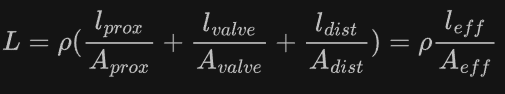 L = ρ(l_prox/A_prox + l_valve/A_valve + l_dist/A_dist) = ρ l_eff/A_eff